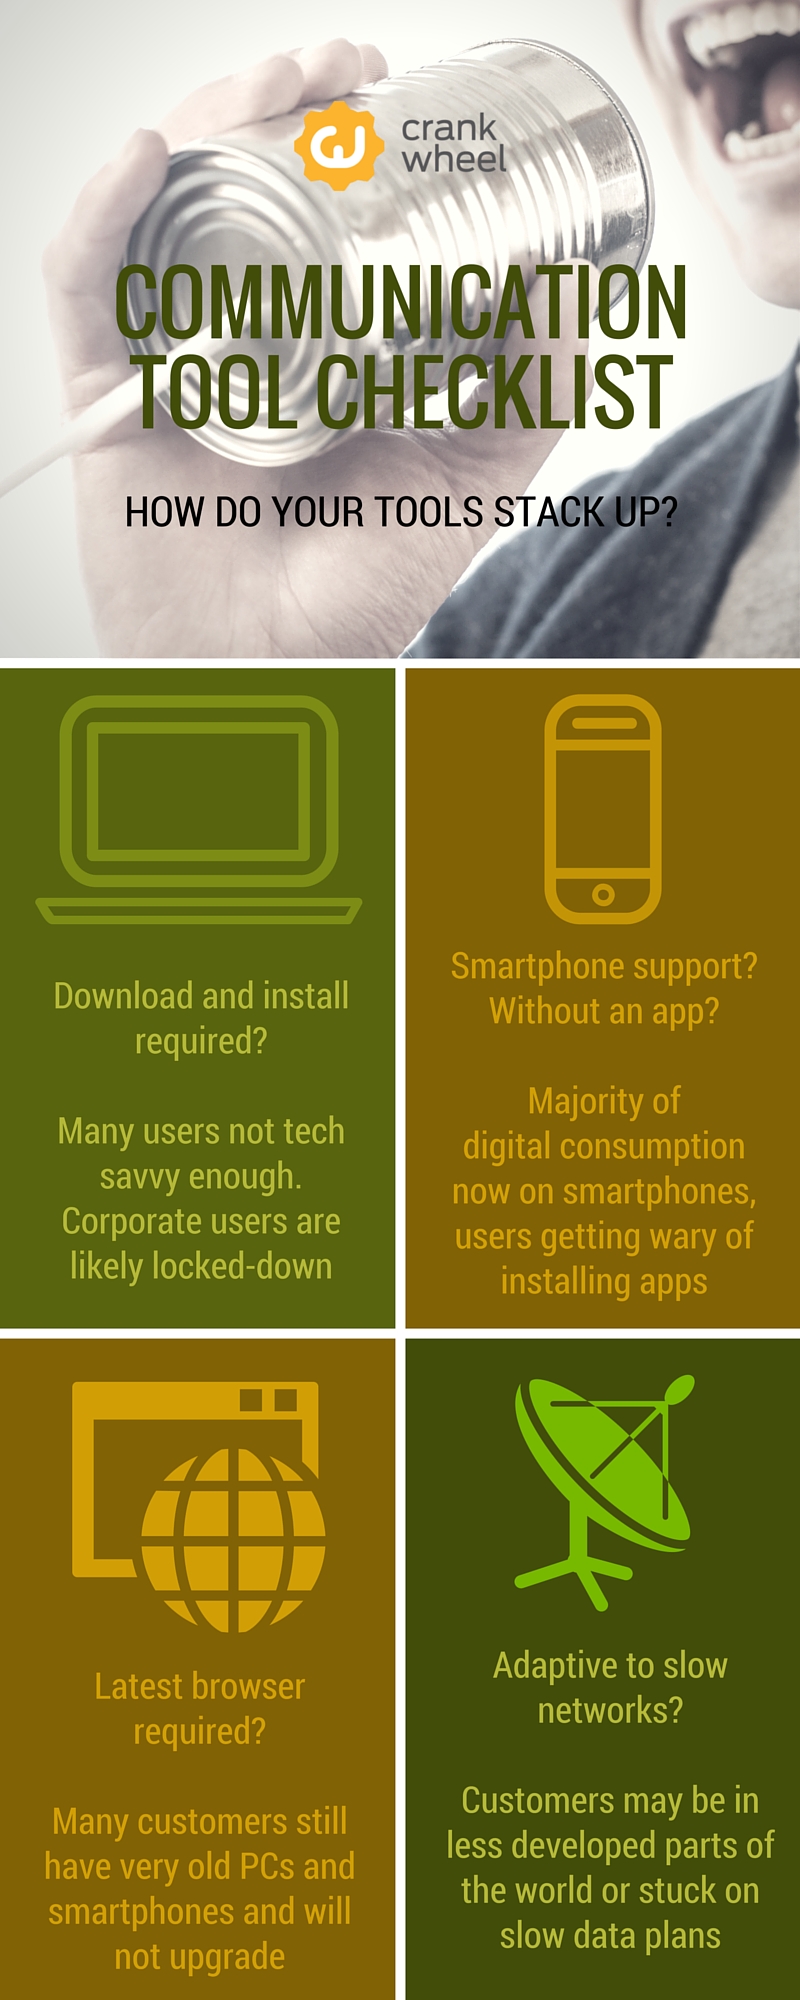 crank
wheel
COMMUNICATION
TOOL CHECKLIST
HOW DO YOUR TOOLS STACK UP?
Download and install
required?
Many users not tech
savvy enough.
Corporate users are
likely locked-down
Smartphone support?
Without an app?
Majority of
digital consumption
now on smartphones,
users getting wary of
installing apps
Latest browser
required?
Many customers still
have very old PCs and
smartphones and will
not upgrade
Adaptive to slow
networks?
Customers may be in
less developed parts of
the world or stuck on
slow data plans